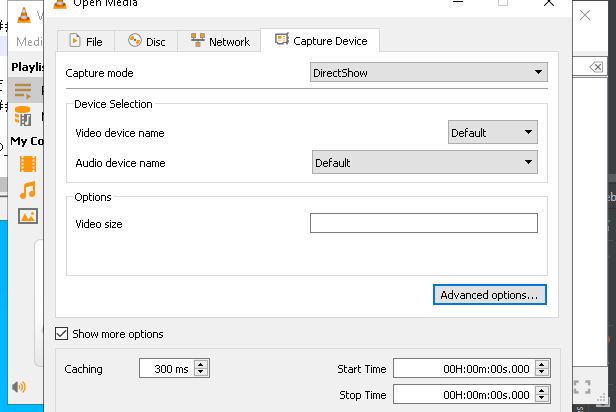 Open Media
File
Disc
Network
Capture Device
Capture mode
DirectShow
Device Selection
Video device name
Default
Audio device name
Default
Options
Video size
Advanced options...
Show more options
Caching
300 ms
Start Time
00H:00m:00s.000
Stop Time
00H:00m:00s.000
Medi
Playlis
My Co